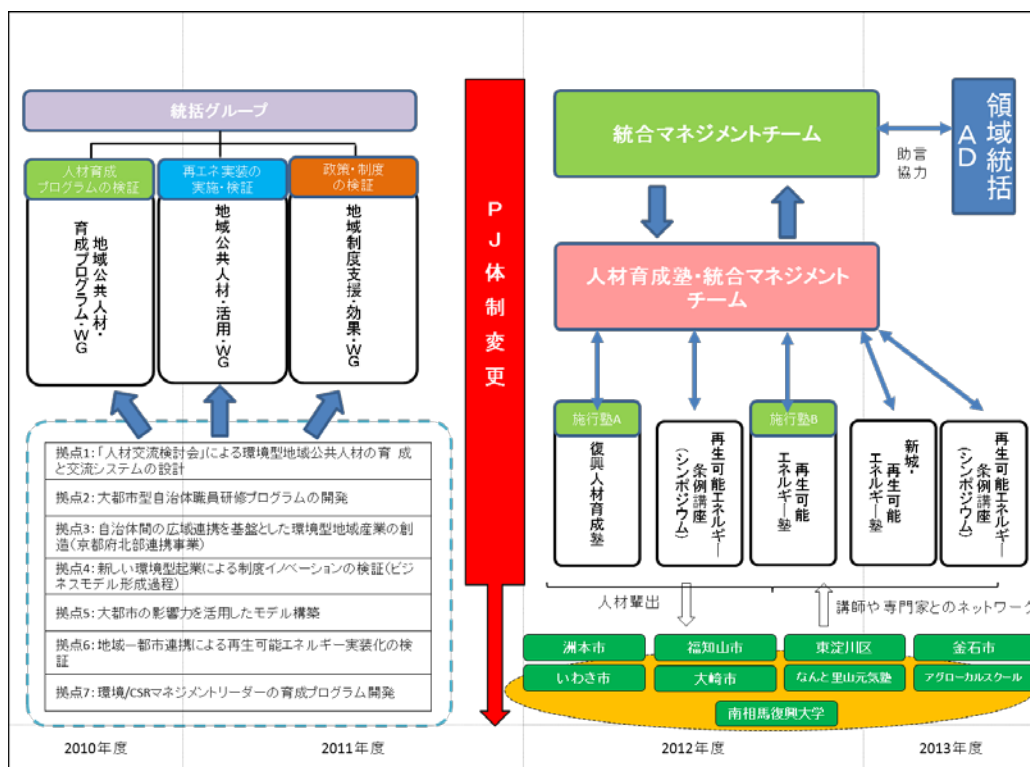 統括グループ
人材育成
プログラムの検証
再エネ実装の
実施・検証
政策・制度
の検証
地域公共人材・
育成プログラム・WG
地域公共人材・活用・WG
地域制度支援・効果・WG
拠点1:「人材交流検討会」による環境型地域公共人材の育 成
と交流システムの設計
拠点2:大都市型自治体職員研修プログラムの開発
拠点3:自治体間の広域連携を基盤とした環境型地域産業の創
造(京都府北部連携事業)
拠点4:新しい環境型起業による制度イノベーションの検証(ビジ
ネスモデル形成過程)
拠点5:大都市の影響力を活用したモデル構築
拠点6:地域ー都市連携による再生可能エネルギー実装化の検
証
拠点7:環境/CSRマネジメントリーダーの育成プログラム開発
PJ体制変更
統合マネジメントチーム
助言
協力
領域統括
AD
人材育成塾・統合マネジメント
チーム
施行塾A
復興人材育成塾
再生可能エネルギー
条例講座
(シンポジウム)
施行塾B
再生可能
エネルギー塾
新城・
再生可能
エネルギー塾
再生可能エネルギー
条例講座
(シンポジウム)
人材輩出
講師や専門家とのネットワーク
洲本市
福知山市
東淀川区
釜石市
いわき市
大崎市
なんと里山元気塾
アグローカルスクール
南相馬復興大学
2010年度
2011年度
2012年度
2013年度